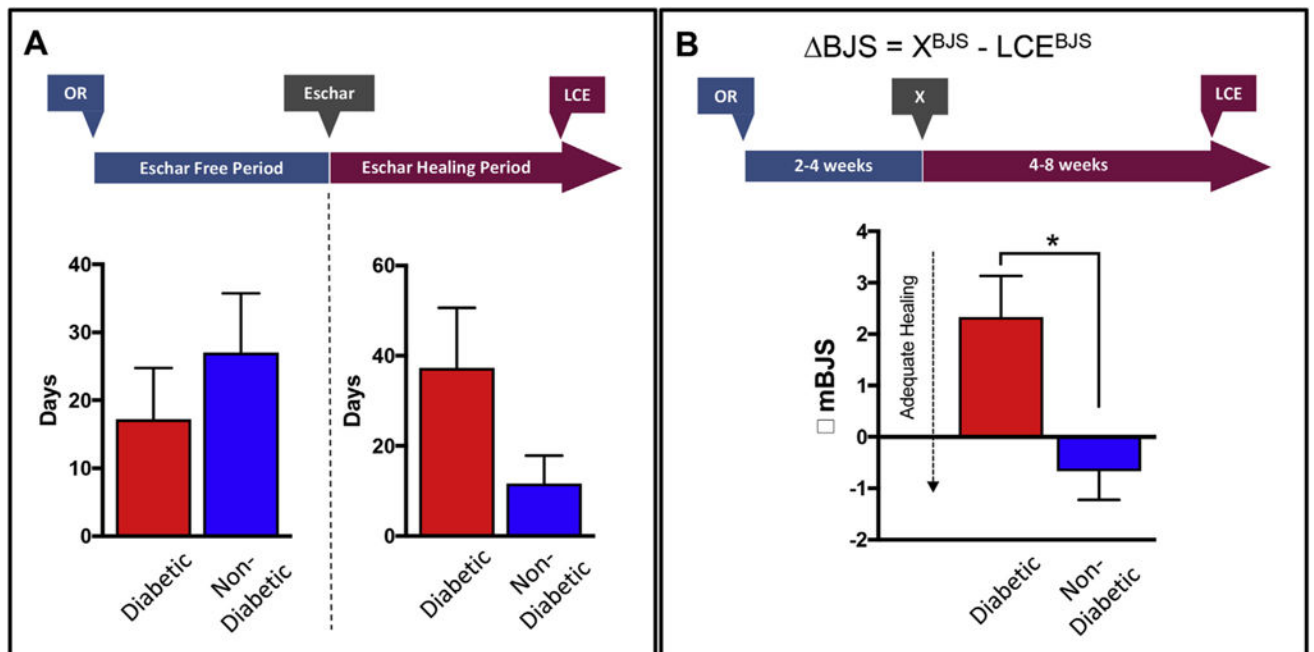 A
OR
Eschar
LCE
Eschar Free Period
Eschar Healing Period
Days
40
30
20
10
0
Diabetic
Non-
Diabetic
Days
60
40
20
0
Diabetic
Non-
Diabetic
B
ΔBJS = X^BJS - LCE^BJS
OR
X
LCE
2-4 weeks
4-8 weeks
□ mBJS
4
3
2
1
0
-1
-2
Adequate Healing
*
Diabetic
Non-
Diabetic